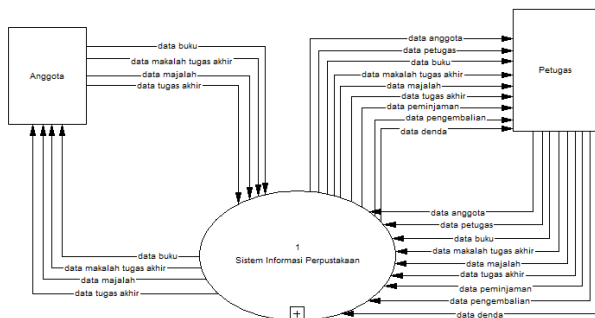 Anggota
data buku
data makalah tugas akhir
data majalah
data tugas akhir
data anggota
data petugas
data buku
data makalah tugas akhir
data majalah
data tugas akhir
data peminjaman
data pengembalian
data denda
Petugas
1
Sistem Informasi Perpustakaan
+
data buku
data makalah tugas akhir
data majalah
data tugas akhir
data anggota
data petugas
data buku
data makalah tugas akhir
data majalah
data tugas akhir
data peminjaman
data pengembalian
data denda